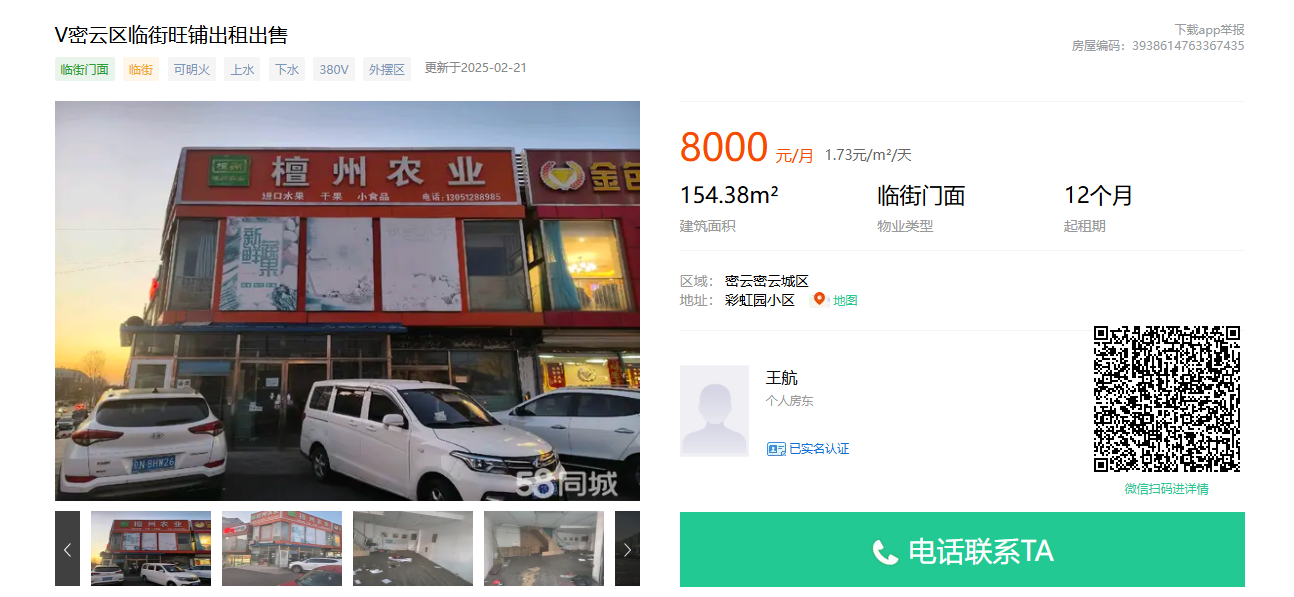 V密云区临街旺铺出租出售
下载app举报
房屋编码：3938614763367435
临街门面 临街 可明火 上水 下水 380V 外摆区 更新于2025-02-21
檀州
檀州农业
进口水果 干果 小食品 电话:13051288985
金色
新鲜蔬果
58同城
8000 元/月 1.73元/m²/天
154.38m² 临街门面 12个月
建筑面积 物业类型 起租期
区域： 密云密云城区
地址： 彩虹园小区 地图
王航
个人房东
已实名认证
微信扫码进详情
电话联系TA